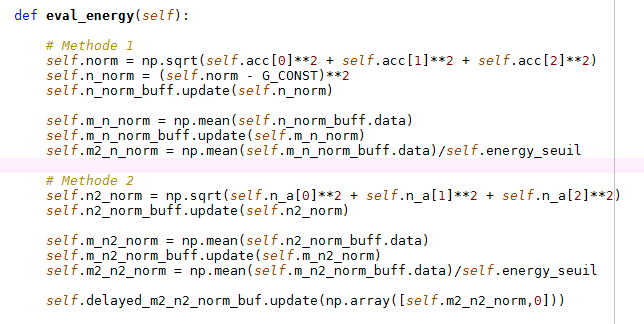 def eval_energy(self):
# Methode 1
self.norm = np.sqrt(self.acc[0]**2 + self.acc[1]**2 + self.acc[2]**2)
self.n_norm = (self.norm - G_CONST)**2
self.n_norm_buff.update(self.n_norm)
self.m_n_norm = np.mean(self.n_norm_buff.data)
self.m_n_norm_buff.update(self.m_n_norm)
self.m2_n_norm = np.mean(self.m_n_norm_buff.data)/self.energy_seuil
# Methode 2
self.n2_norm = np.sqrt(self.n_a[0]**2 + self.n_a[1]**2 + self.n_a[2]**2)
self.n2_norm_buff.update(self.n2_norm)
self.m_n2_norm = np.mean(self.n2_norm_buff.data)
self.m_n2_norm_buff.update(self.m_n2_norm)
self.m2_n2_norm = np.mean(self.m_n2_norm_buff.data)/self.energy_seuil
self.delayed_m2_n2_norm_buf.update(np.array([self.m2_n2_norm,0]))